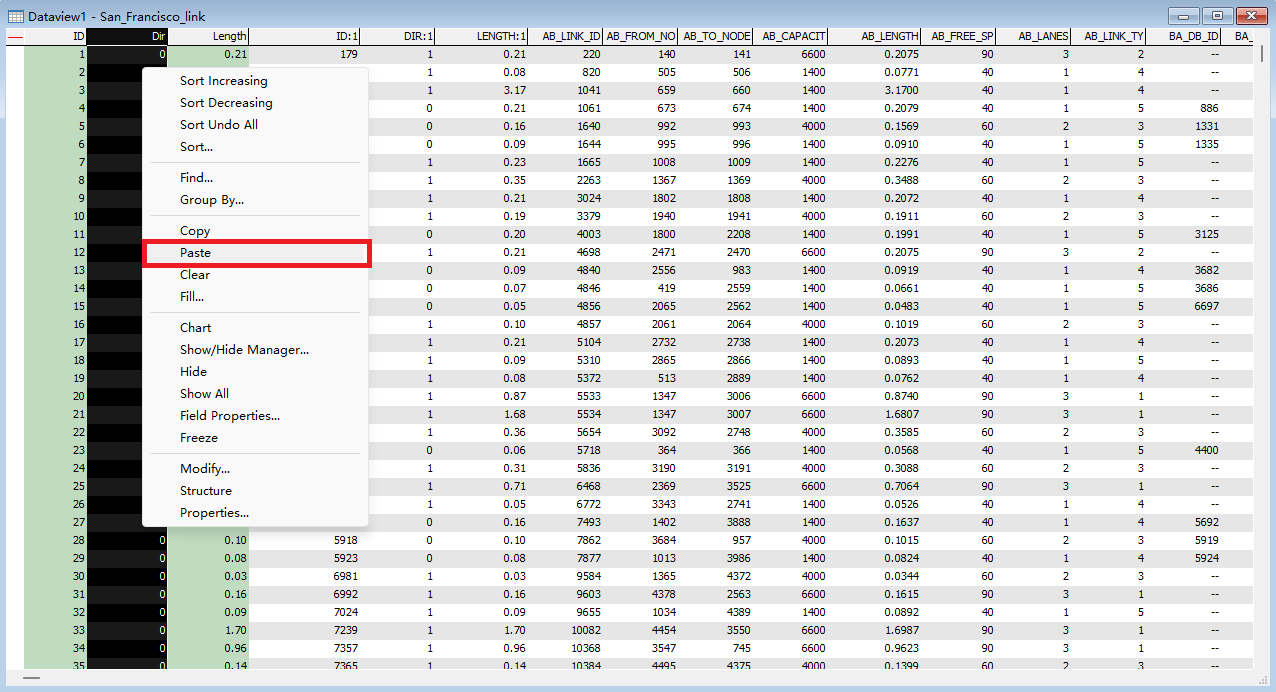 Dataview1 - San_Francisco_link
ID Dir Length ID:1 DIR:1 LENGTH:1 AB_LINK_ID AB_FROM_NO AB_TO_NODE AB_CAPACIT AB_LENGTH AB_FREE_SP AB_LANES AB_LINK_TY BA_DB_ID BA_
1 0 0.21 179 1 0.21 220 140 141 6600 0.2075 90 3 2 --
2 1 0.08 820 505 506 1400 0.0771 40 1 4 --
3 1 3.17 1041 659 660 1400 3.1700 40 1 4 --
4 0 0.21 1061 673 674 1400 0.2079 40 1 5 886
5 0 0.16 1640 992 993 4000 0.1569 60 2 3 1331
6 0 0.09 1644 995 996 1400 0.0910 40 1 5 1335
7 1 0.23 1665 1008 1009 1400 0.2276 40 1 5 --
8 1 0.35 2263 1367 1369 4000 0.3488 60 2 3 --
9 1 0.21 3024 1802 1808 1400 0.2072 40 1 4 --
10 1 0.19 3379 1940 1941 4000 0.1911 60 2 3 --
11 0 0.20 4003 1800 2208 1400 0.1991 40 1 5 3125
12 1 0.21 4698 2471 2470 6600 0.2075 90 3 2 --
13 0 0.09 4840 2556 983 1400 0.0919 40 1 4 3682
14 0 0.07 4846 419 2559 1400 0.0661 40 1 5 3686
15 0 0.05 4856 2065 2562 1400 0.0483 40 1 5 6697
16 1 0.10 4857 2061 2064 4000 0.1019 60 2 3 --
17 1 0.21 5104 2732 2738 1400 0.2073 40 1 4 --
18 1 0.09 5310 2865 2866 1400 0.0893 40 1 5 --
19 1 0.08 5372 513 2889 1400 0.0762 40 1 4 --
20 1 0.87 5533 1347 3006 6600 0.8740 90 3 1 --
21 1 1.68 5534 1347 3007 6600 1.6807 90 3 1 --
22 1 0.36 5654 3092 2748 4000 0.3585 60 2 3 --
23 0 0.06 5718 364 366 1400 0.0568 40 1 5 4400
24 1 0.31 5836 3190 3191 4000 0.3088 60 2 3 --
25 1 0.71 6468 2369 3525 6600 0.7064 90 3 1 --
26 1 0.05 6772 3343 2741 1400 0.0526 40 1 4 --
27 0 0.16 7493 1402 3888 1400 0.1637 40 1 4 5692
28 0 0.10 5918 0 0.10 7862 3684 957 4000 0.1015 60 2 3 5919
29 0 0.08 5923 0 0.08 7877 1013 3986 1400 0.0824 40 1 4 5924
30 0 0.03 6981 1 0.03 9584 1365 4372 4000 0.0344 60 2 3 --
31 0 0.16 6992 1 0.16 9603 4378 2563 6600 0.1615 90 3 1 --
32 0 0.09 7024 1 0.09 9655 1034 4389 1400 0.0892 40 1 5 --
33 0 1.70 7239 1 1.70 10082 4454 3550 6600 1.6987 90 3 1 --
34 0 0.96 7357 1 0.96 10368 3547 745 6600 0.9623 90 3 1 --
35 0 0.14 7365 1 0.14 10384 4495 4375 4000 0.1399 60 2 3 --
Sort Increasing
Sort Decreasing
Sort Undo All
Sort...
Find...
Group By...
Copy
Paste
Clear
Fill...
Chart
Show/Hide Manager...
Hide
Show All
Field Properties...
Freeze
Modify...
Structure
Properties...